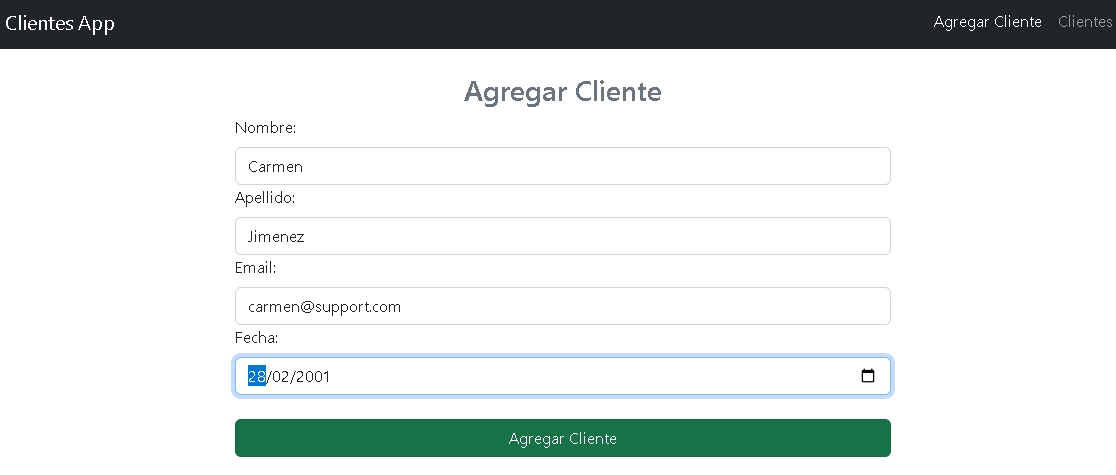 Clientes App
Agregar Cliente Clientes
Agregar Cliente
Nombre:
Carmen
Apellido:
Jimenez
Email:
carmen@support.com
Fecha:
28/02/2001
Agregar Cliente